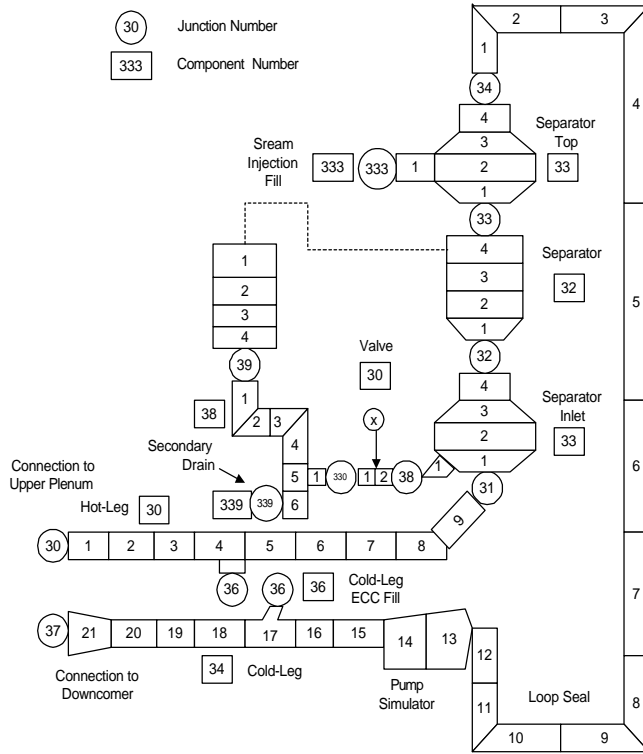 30 Junction Number
333 Component Number
2 3
1
34
4
4
3
2
1
Separator
Top
33
Sream
Injection
Fill
333 333 1
33
4
3
2
1
Separator
32
5
1
2
3
4
39
Valve
30
x
32
4
3
2
1
Separator
Inlet
33
6
38
1
2 3
4
5
6
1 330 1 2 38 1
31
Secondary
Drain
339 339
Connection to
Upper Plenum
Hot-Leg
30
30 1 2 3 4 5 6 7 8 9
36 36 36 Cold-Leg
ECC Fill
37 21 20 19 18 17 16 15 14 13
12
11
7
8
Connection to
Downcomer
34 Cold-Leg
Pump
Simulator
Loop Seal
10 9